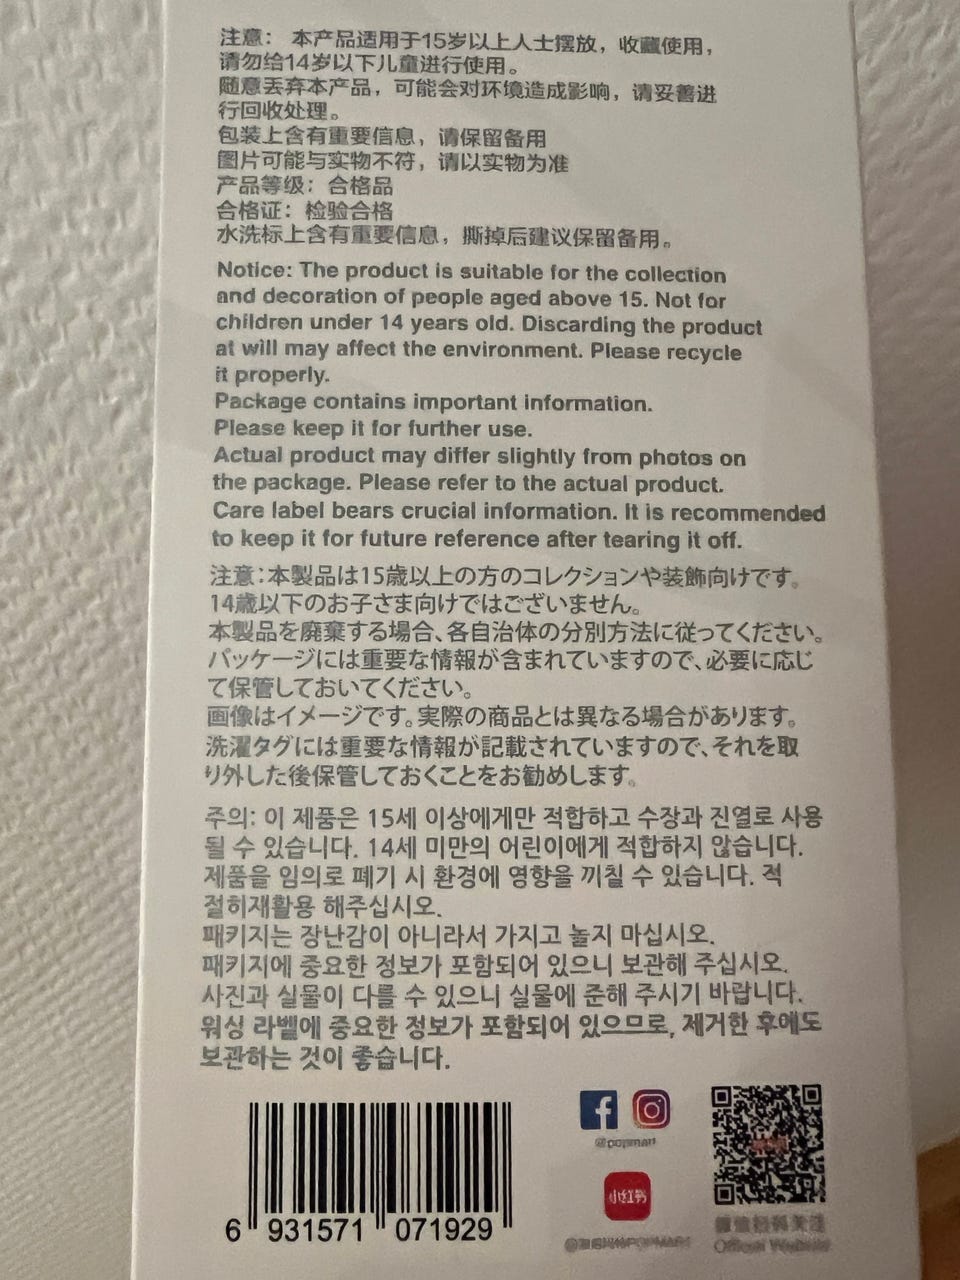 注意： 本产品适用于15岁以上人士摆放，收藏使用，
请勿给14岁以下儿童进行使用。
随意丢弃本产品，可能会对环境造成影响，请妥善进
行回收处理。
包装上含有重要信息，请保留备用
图片可能与实物不符，请以实物为准
产品等级：合格品
合格证：检验合格
水洗标上含有重要信息，撕掉后建议保留备用。
Notice: The product is suitable for the collection
and decoration of people aged above 15. Not for
children under 14 years old. Discarding the product
at will may affect the environment. Please recycle
it properly.
Package contains important information.
Please keep it for further use.
Actual product may differ slightly from photos on
the package. Please refer to the actual product.
Care label bears crucial information. It is recommended
to keep it for future reference after tearing it off.
注意：本製品は15歳以上の方のコレクションや装飾向けです。
14歳以下のお子さま向けではございません。
本製品を廃棄する場合、各自治体の分別方法に従ってください。
パッケージには重要な情報が含まれていますので、必要に応じ
て保管しておいてください。
画像はイメージです。実際の商品とは異なる場合があります。
洗濯タグには重要な情報が記載されていますので、それを取
り外した後保管しておくことをお勧めします。
주의: 이 제품은 15세 이상에게만 적합하고 수장과 진열로 사용
될 수 있습니다. 14세 미만의 어린이에게 적합하지 않습니다.
제품을 임의로 폐기 시 환경에 영향을 끼칠 수 있습니다. 적
절히재활용 해주십시오.
패키지는 장난감이 아니라서 가지고 놀지 마십시오.
패키지에 중요한 정보가 포함되어 있으니 보관해 주십시오.
사진과 실물이 다를 수 있으니 실물에 준해 주시기 바랍니다.
워싱 라벨에 중요한 정보가 포함되어 있으므로, 제거한 후에도
보관하는 것이 좋습니다.
@popmart
小红书
POPMART
Official Website
6 931571 071929